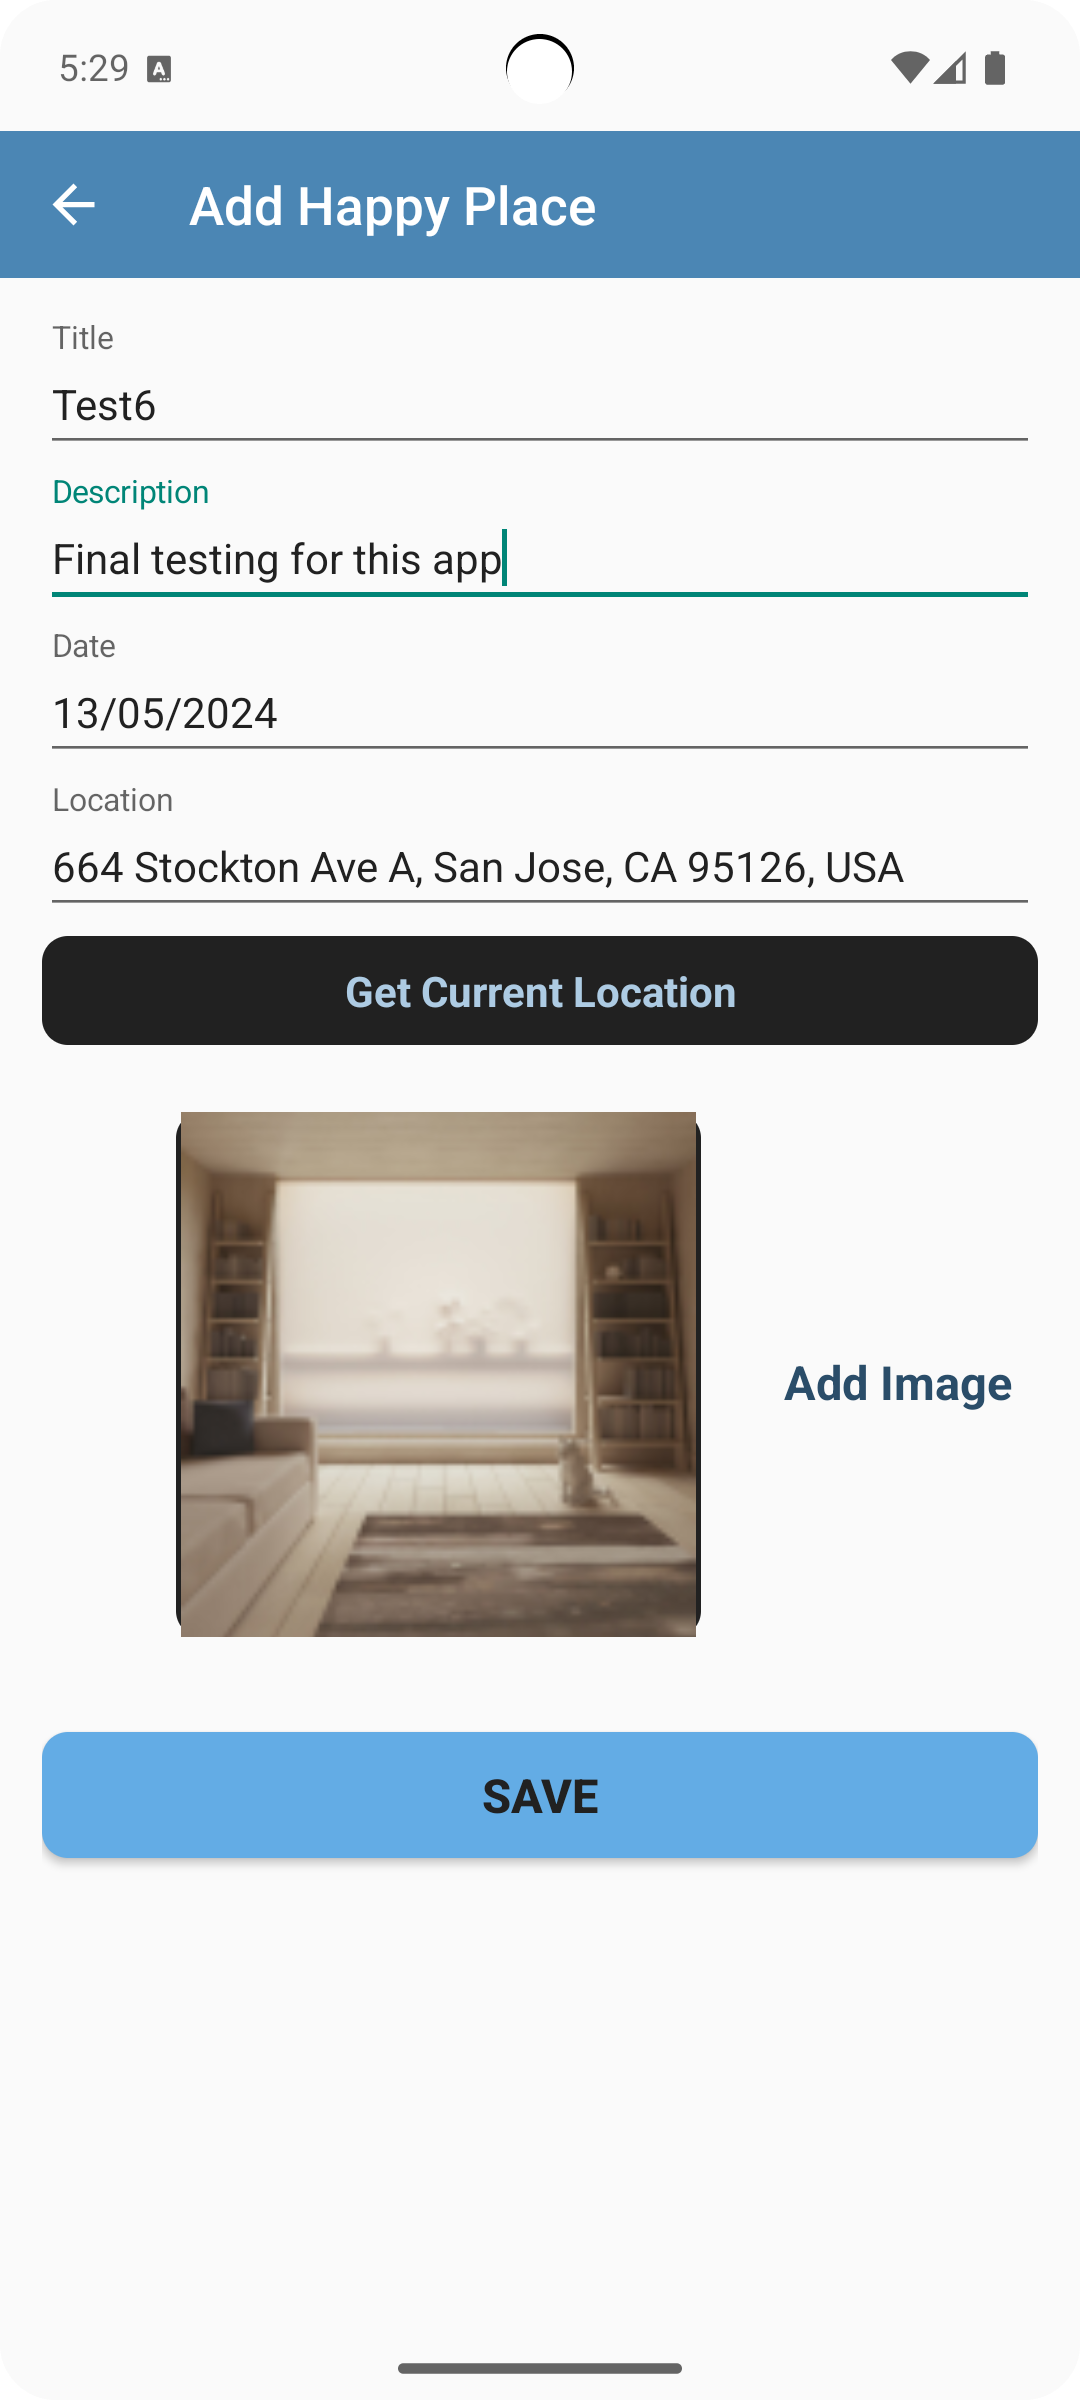 5:29
Add Happy Place
Title
Test6
Description
Final testing for this app
Date
13/05/2024
Location
664 Stockton Ave A, San Jose, CA 95126, USA
Get Current Location
Add Image
SAVE